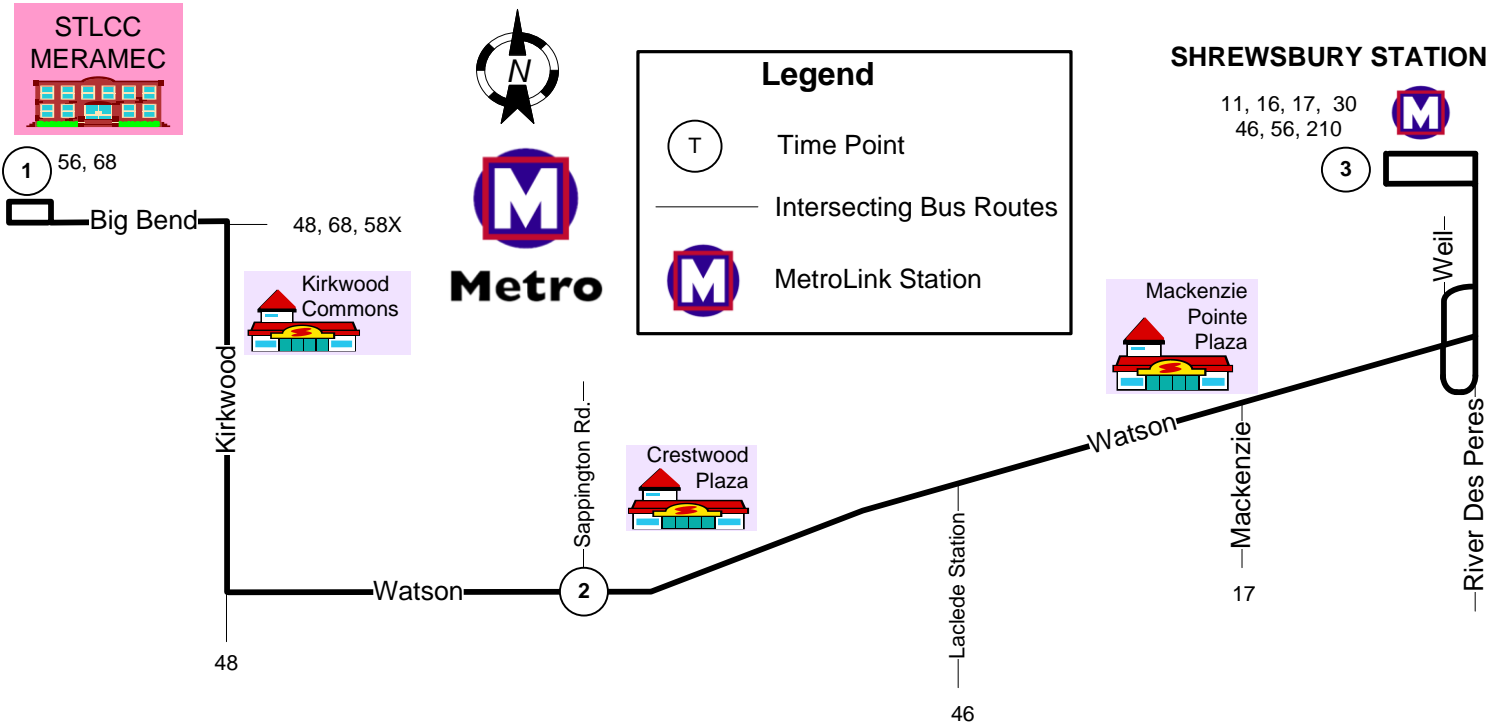 STLCC
MERAMEC
1
56, 68
Big Bend
48, 68, 58X
N
M
Metro
Legend
T
Time Point
Intersecting Bus Routes
M
MetroLink Station
SHREWSBURY STATION
11, 16, 17, 30
46, 56, 210
M
3
Weil
Kirkwood
Commons
Kirkwood
Mackenzie
Pointe
Plaza
Sappington Rd.
Crestwood
Plaza
Watson
Mackenzie
River Des Peres
Watson
2
Laclede Station
17
48
46